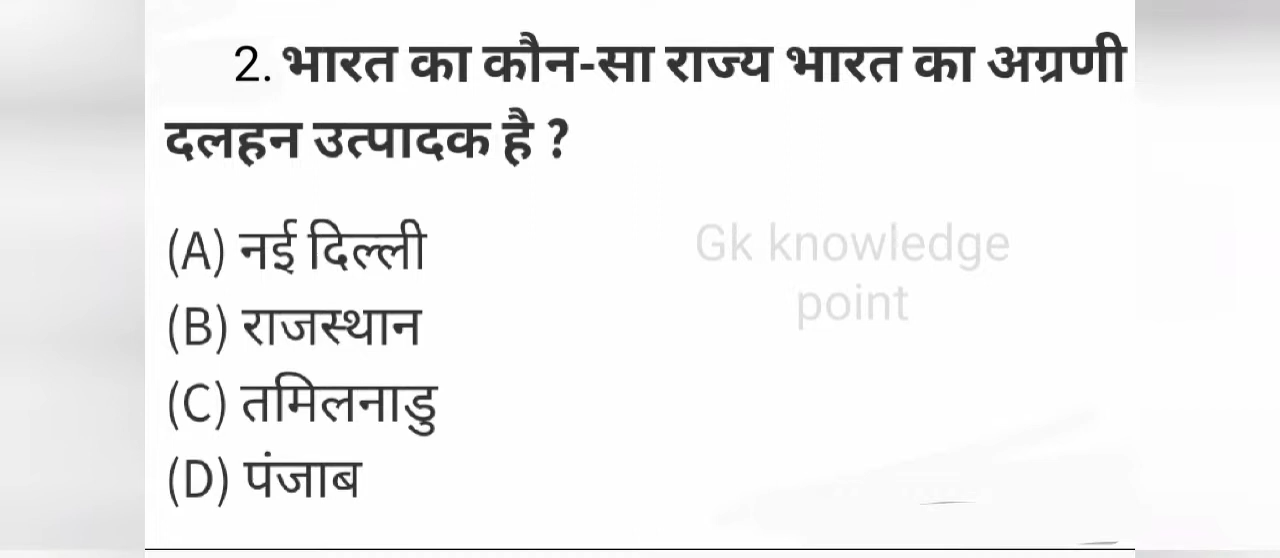 2. भारत का कौन-सा राज्य भारत का अग्रणी
दलहन उत्पादक है ?
(A) नई दिल्ली
(B) राजस्थान
(C) तमिलनाडु
(D) पंजाब
Gk knowledge
point